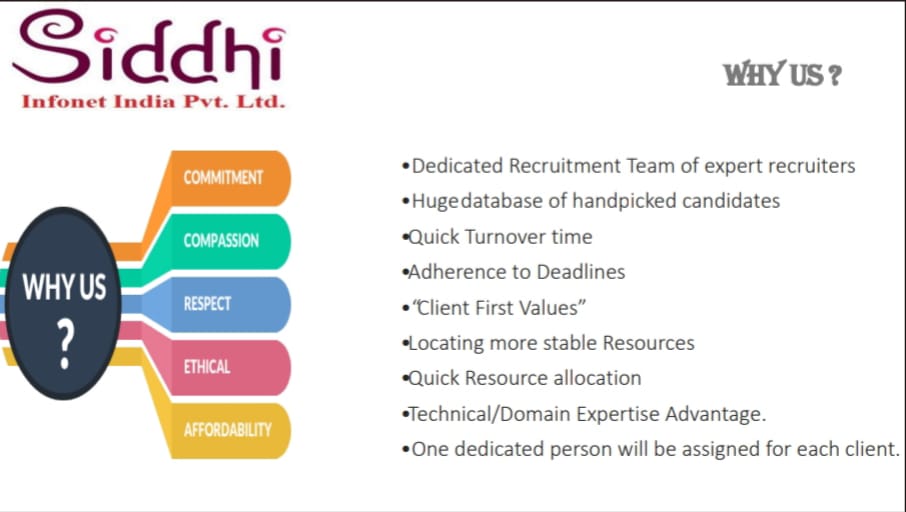 Siddhi
Infonet India Pvt. Ltd.
WHY US ?
COMMITMENT
COMPASSION
RESPECT
ETHICAL
AFFORDABILITY
WHY US
?
•Dedicated Recruitment Team of expert recruiters
•Huge database of handpicked candidates
•Quick Turnover time
•Adherence to Deadlines
•“Client First Values”
•Locating more stable Resources
•Quick Resource allocation
•Technical/Domain Expertise Advantage.
•One dedicated person will be assigned for each client.